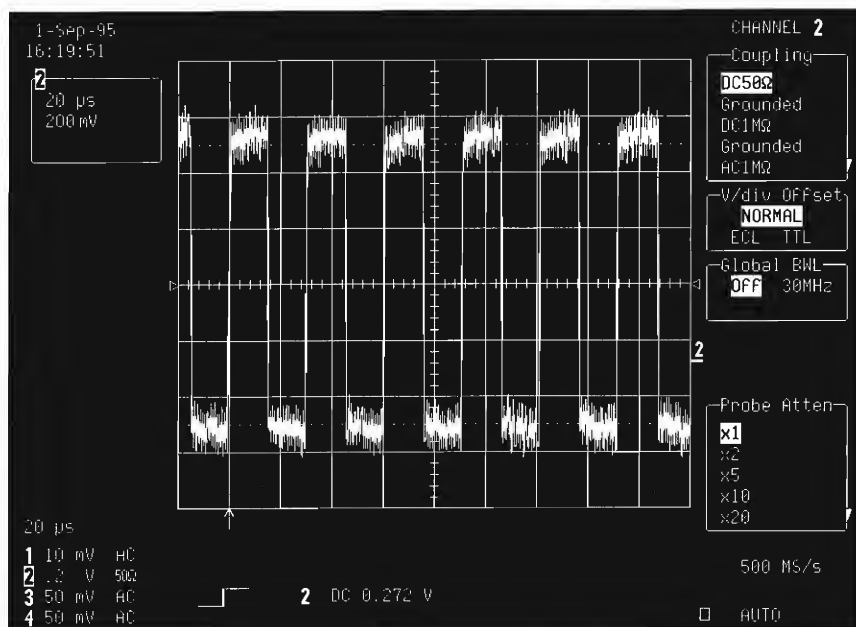 1-Sep-95
16:19:51
2
20 µs
200 mV
CHANNEL 2
Coupling
DC50Ω
Grounded
DC1MΩ
Grounded
AC1MΩ
V/div Offset
NORMAL
ECL TTL
Global BWL
Off 30MHz
2
Probe Atten
x1
x2
x5
x10
x20
20 µs
1 10 mV AC
2 .2 V 50Ω
3 50 mV AC
4 50 mV AC
2 DC 0.272 V
500 MS/s
AUTO